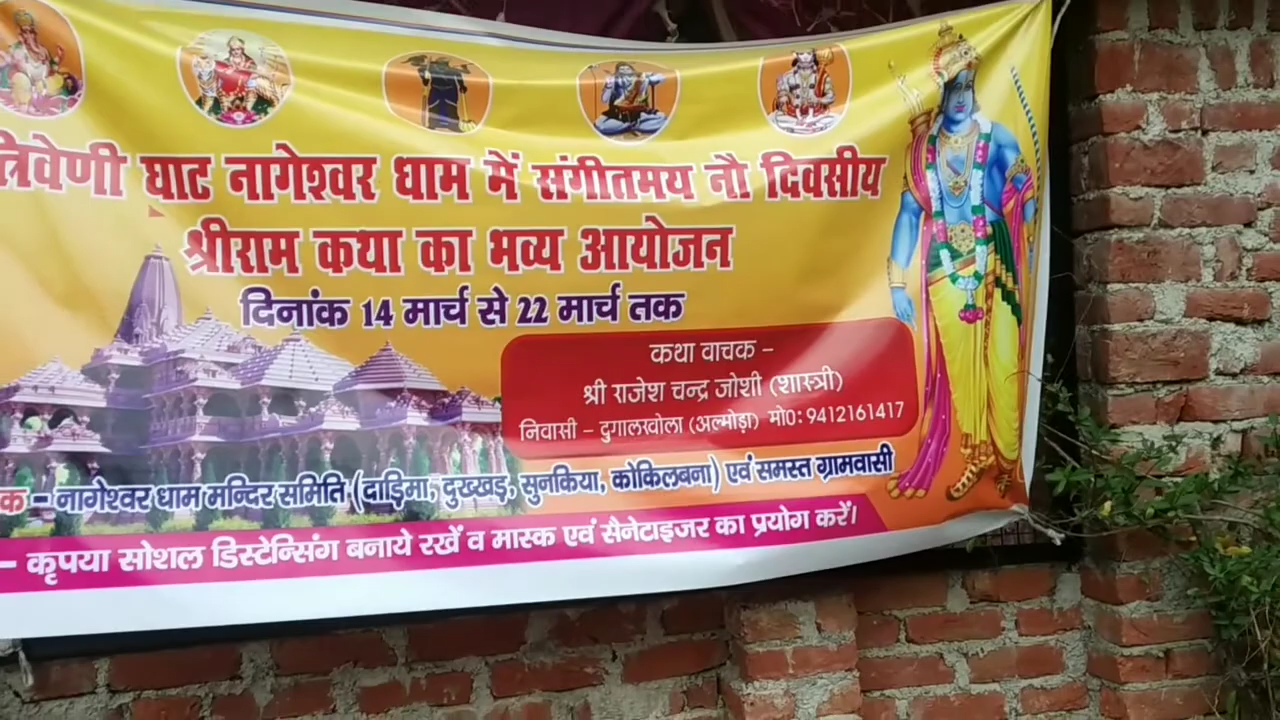 त्रिवेणी घाट नागेश्वर धाम में संगीतमय नौ दिवसीय
श्रीराम कथा का भव्य आयोजन
दिनांक 14 मार्च से 22 मार्च तक
कथा वाचक –
श्री राजेश चन्द्र जोशी (शास्त्री)
निवासी – दुगालखोला (अल्मोड़ा) मो0: 9412161417
क – नागेश्वर धाम मन्दिर समिति (दाड़िमा, दुख्खड़, सुनकिया, कोकिलबना) एवं समस्त ग्रामवासी
– कृपया सोशल डिस्टेन्सिंग बनाये रखें व मास्क एवं सैनेटाइजर का प्रयोग करें।